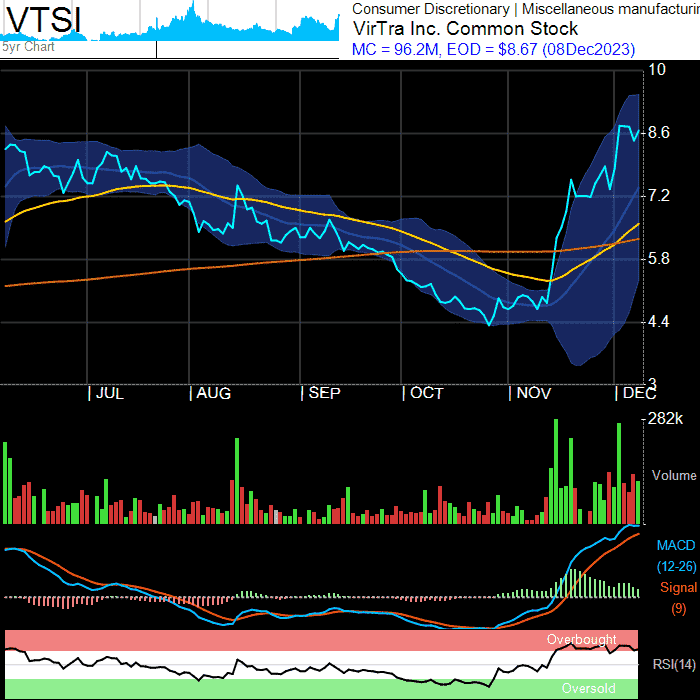 VTSI
5yr Chart
Consumer Discretionary | Miscellaneous manufacturin
VirTra Inc. Common Stock
MC = 96.2M, EOD = $8.67 (08Dec2023)
10
8.6
7.2
5.8
4.4
3
| JUL | AUG | SEP | OCT | NOV | DEC
282k
Volume
MACD
(12-26)
Signal
(9)
Overbought
RSI(14)
Oversold